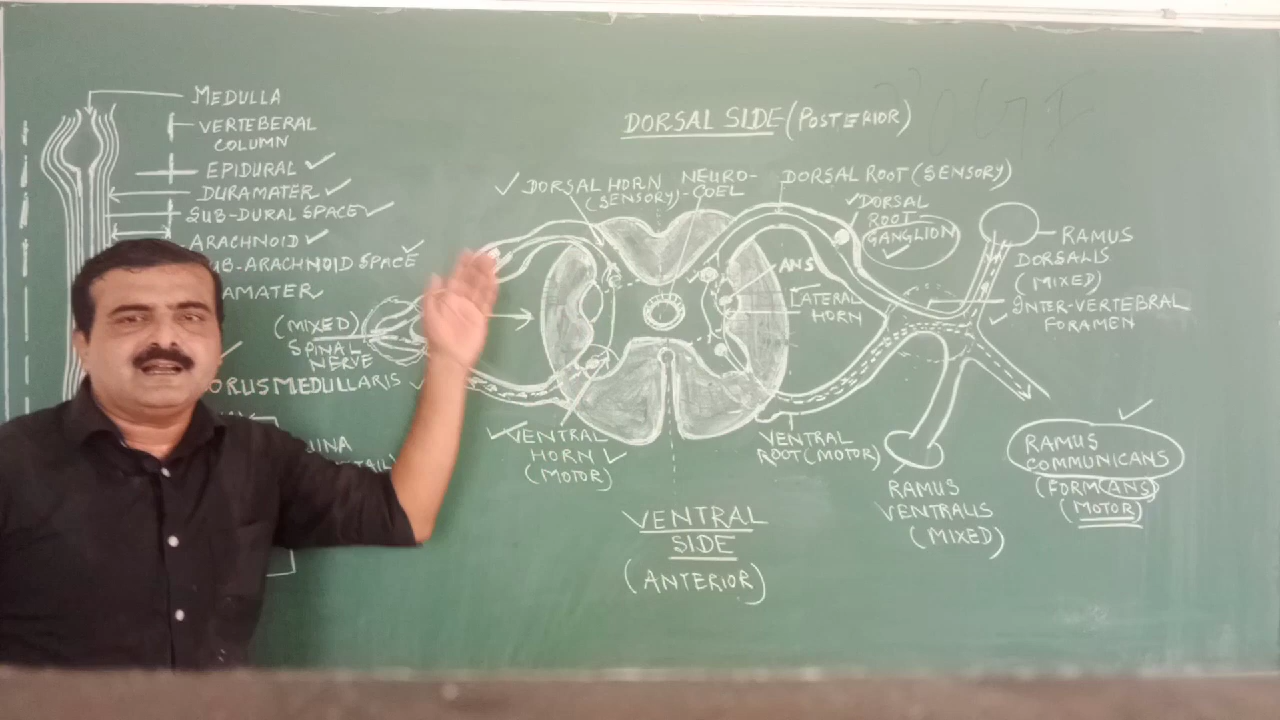 MEDULLA
VERTEBERAL
COLUMN
EPIDURAL
DURAMATER
SUB-DURAL SPACE
ARACHNOID
UB-ARACHNOID SPACE
AMATER
(MIXED)
SPINAL
NERVE
ORUS MEDULLARIS
DORSAL SIDE (POSTERIOR)
DORSAL HORN
(SENSORY)
NEURO-
-COEL
DORSAL ROOT (SENSORY)
DORSAL
ROOT
GANGLION
ANS
LATERAL
HORN
RAMUS
DORSALIS
(MIXED)
INTER-VERTEBRAL
FORAMEN
VENTRAL
HORN
(MOTOR)
VENTRAL
ROOT (MOTOR)
RAMUS
VENTRALIS
(MIXED)
RAMUS
COMMUNICANS
(FORM (ANS)
(MOTOR)
VENTRAL
SIDE
(ANTERIOR)